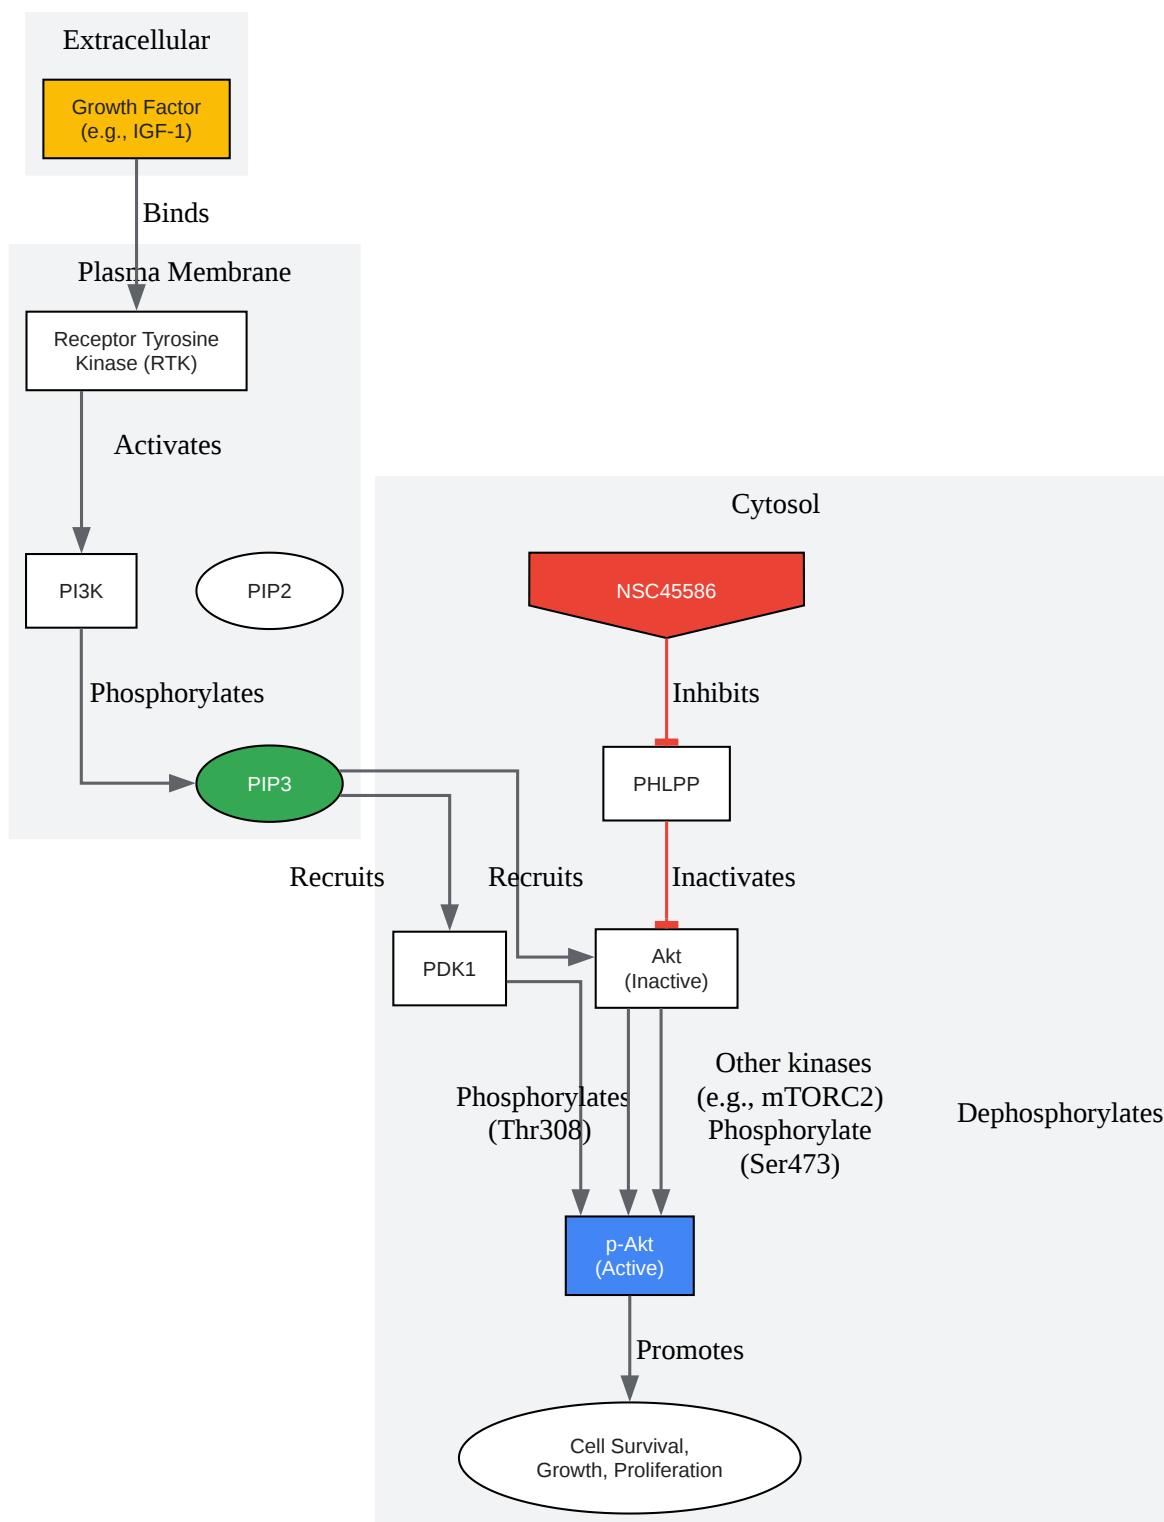 Extracellular
Growth Factor
(e.g., IGF-1)
Binds
Plasma Membrane
Receptor Tyrosine
Kinase (RTK)
Activates
Cytosol
PI3K
PIP2
NSC45586
Phosphorylates
Inhibits
PIP3
PHLPP
Recruits
Recruits
Inactivates
PDK1
Akt
(Inactive)
Phosphorylates
(Thr308)
Other kinases
(e.g., mTORC2)
Phosphorylate
(Ser473)
Dephosphorylates
p-Akt
(Active)
Promotes
Cell Survival,
Growth, Proliferation